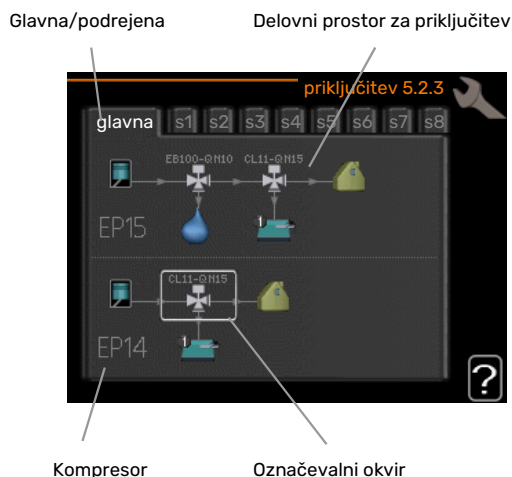 Glavna/podrejena Delovni prostor za priključitev
priključitev 5.2.3
glavna s1 s2 s3 s4 s5 s6 s7 s8
EB100-QN10 CL11-QN15
1
EP15
CL11-QN15
1
EP14
?
Kompresor Označevalni okvir